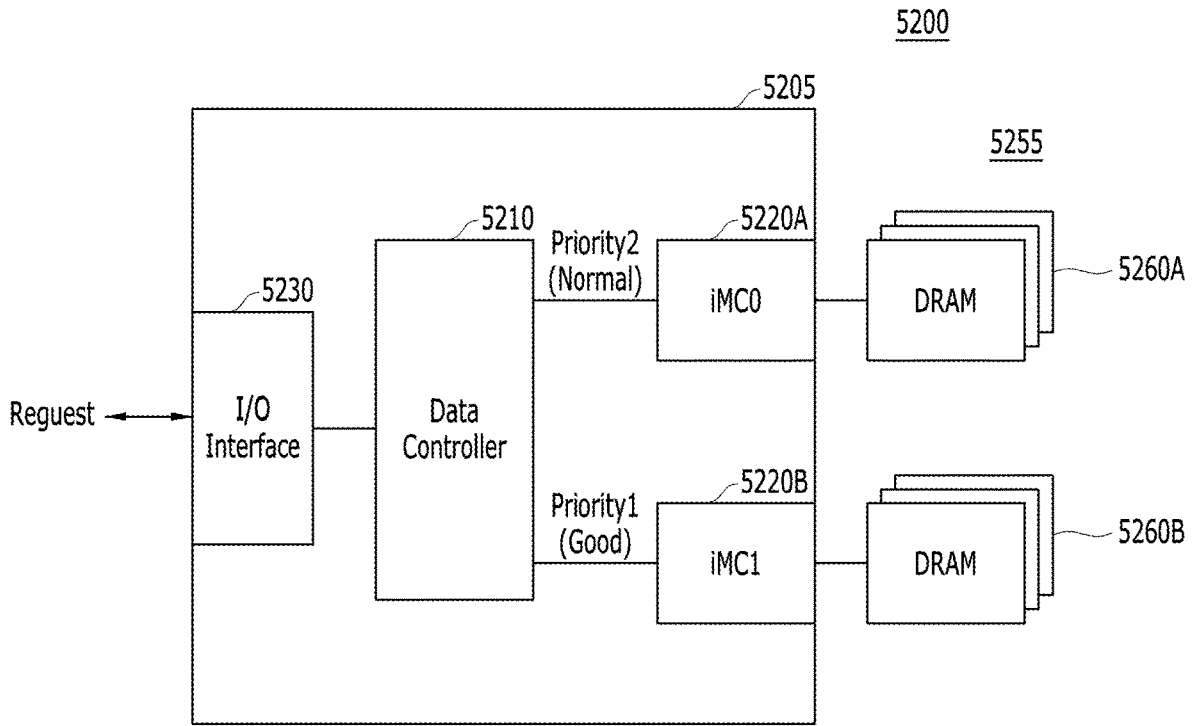 5200
5205
5255
5210
5220A
Priority2
(Normal)
5260A
5230
iMC0
DRAM
Reguest
I/O
Interface
Data
Controller
5220B
Priority1
(Good)
5260B
iMC1
DRAM